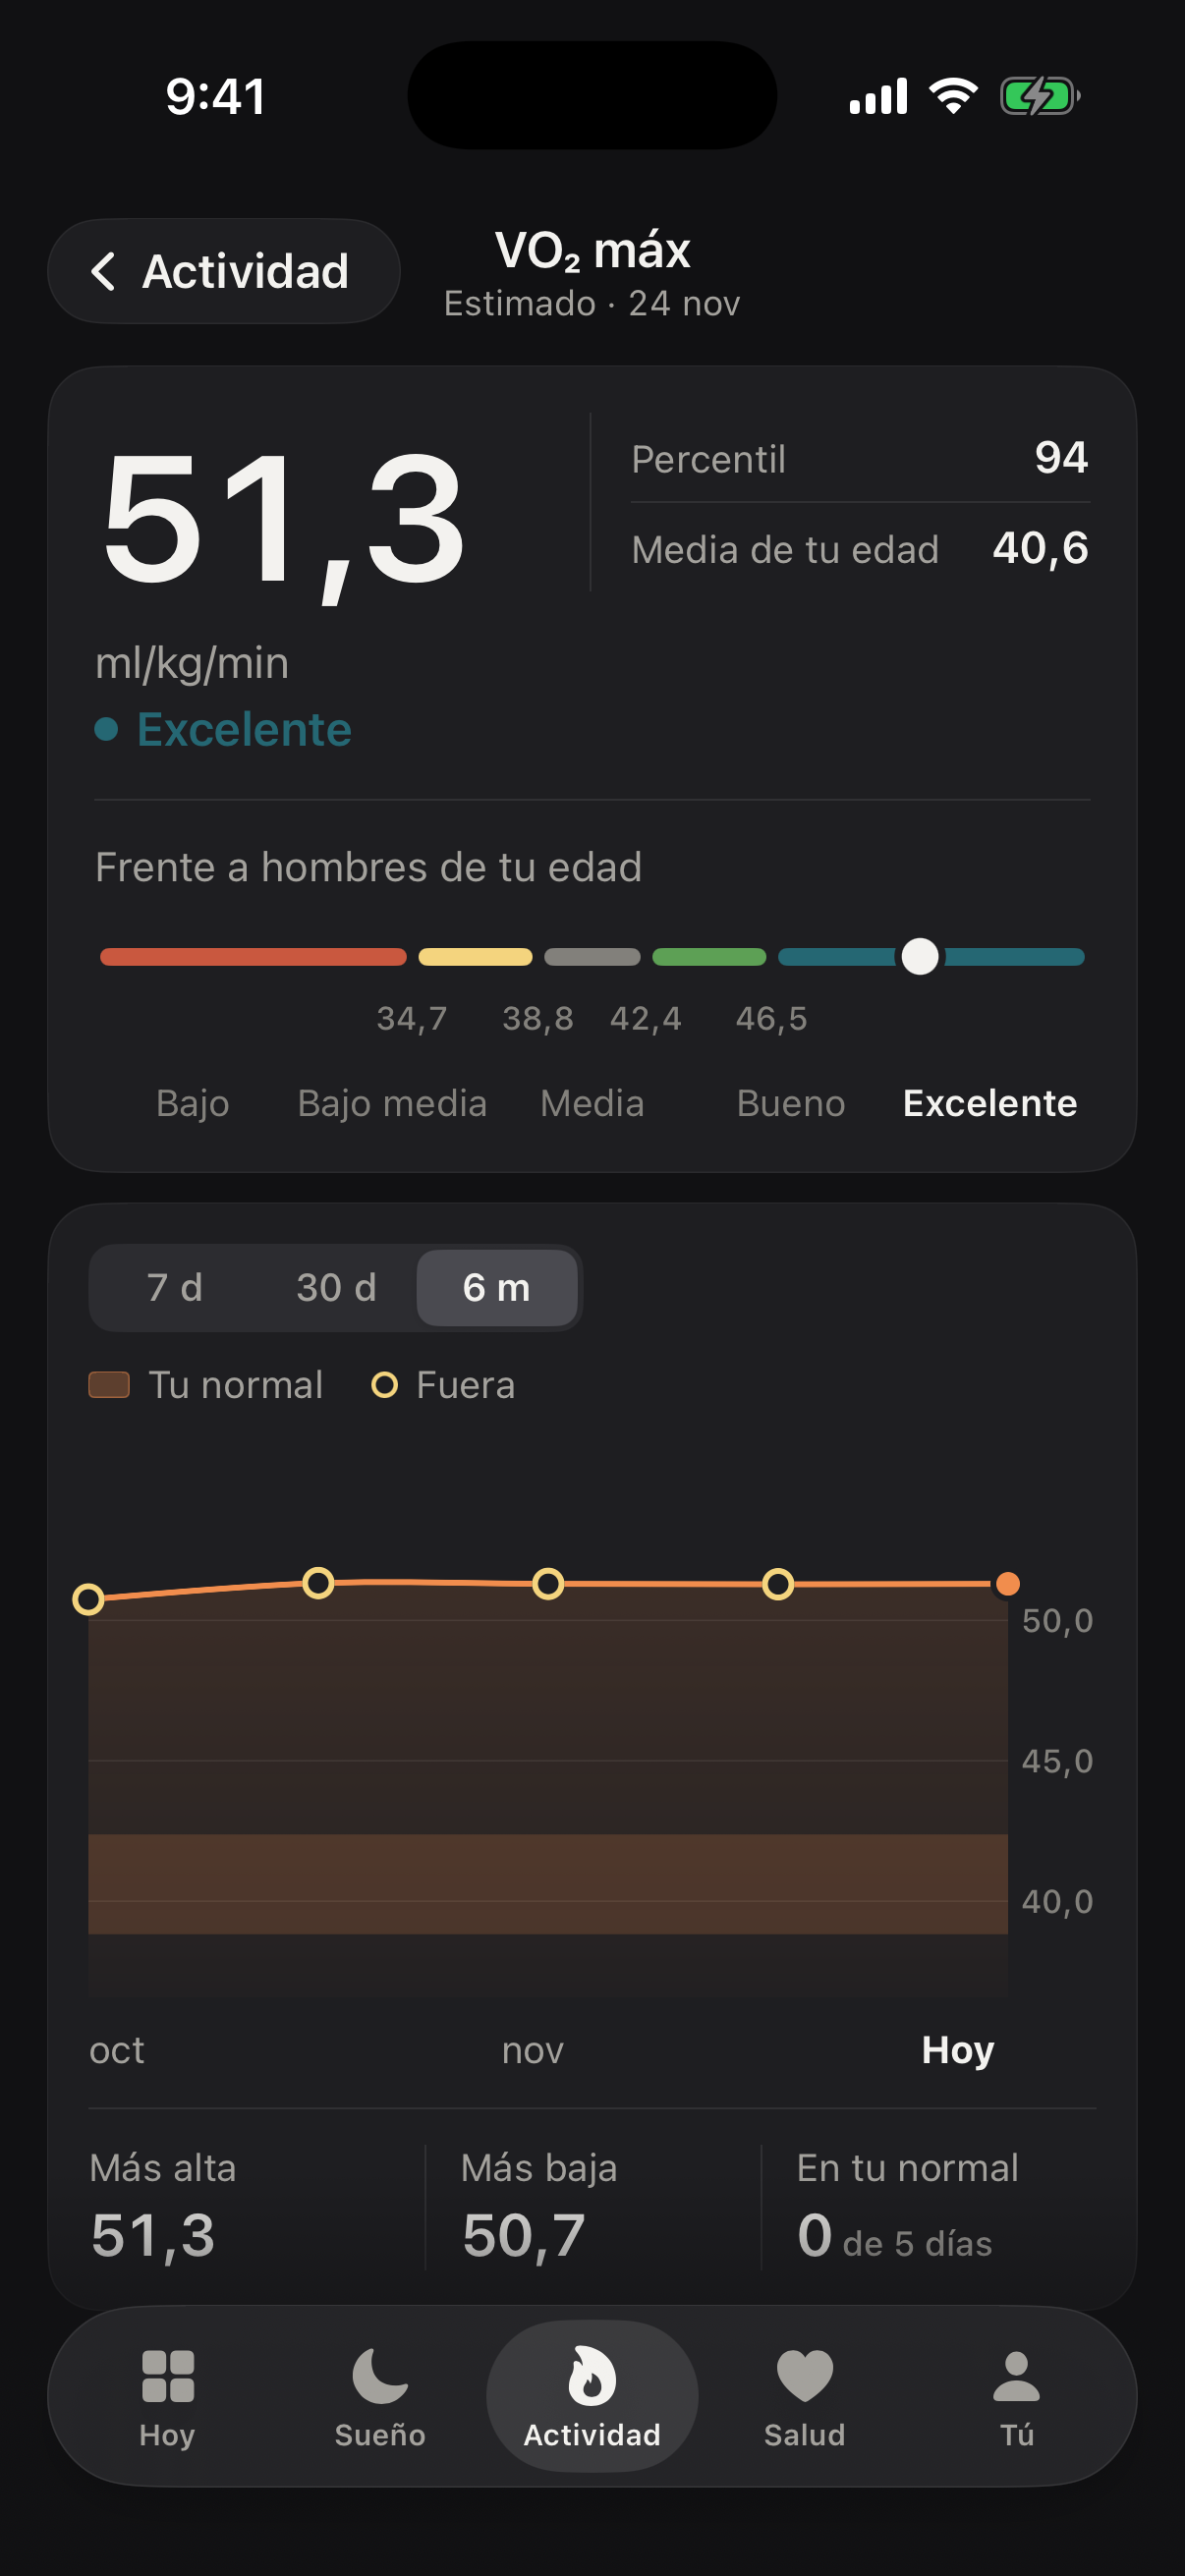 9:41
Actividad
VO₂ máx
Estimado · 24 nov
51,3
ml/kg/min
Excelente
Percentil 94
Media de tu edad 40,6
Frente a hombres de tu edad
34,7 38,8 42,4 46,5
Bajo Bajo media Media Bueno Excelente
7 d 30 d 6 m
Tu normal Fuera
50,0
45,0
40,0
oct nov Hoy
Más alta Más baja En tu normal
51,3 50,7 0 de 5 días
Hoy Sueño Actividad Salud Tú